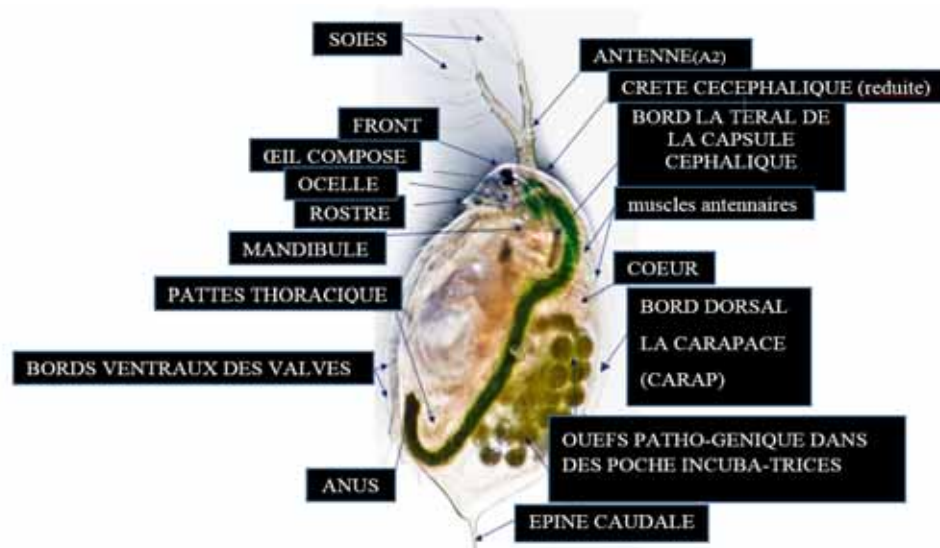 SOIES
ANTENNE(A2)
CRETE CECEPHALIQUE (reduite)
FRONT
BORD LA TERAL DE
LA CAPSULE
CEPHALIQUE
ŒIL COMPOSE
OCELLE
ROSTRE
muscles antennaires
MANDIBULE
COEUR
PATTES THORACIQUE
BORD DORSAL
LA CARAPACE
(CARAP)
BORDS VENTRAUX DES VALVES
OUEFS PATHO-GENIQUE DANS
DES POCHE INCUBA-TRICES
ANUS
EPINE CAUDALE